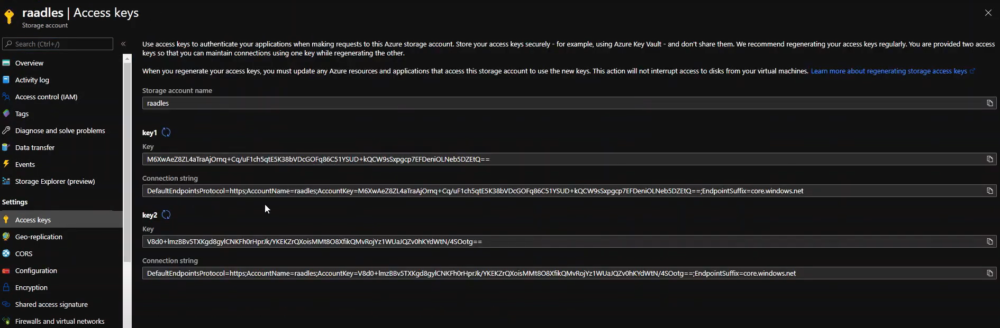 raadles | Access keys
Storage account
Search (Ctrl+/)
«
Overview
Activity log
Access control (IAM)
Tags
Diagnose and solve problems
Data transfer
Events
Storage Explorer (preview)
Settings
Access keys
Geo-replication
CORS
Configuration
Encryption
Shared access signature
Firewalls and virtual networks
Use access keys to authenticate your applications when making requests to this Azure storage account. Store your access keys securely - for example, using Azure Key Vault - and don't share them. We recommend regenerating your access keys regularly. You are provided two access
keys so that you can maintain connections using one key while regenerating the other.
When you regenerate your access keys, you must update any Azure resources and applications that access this storage account to use the new keys. This action will not interrupt access to disks from your virtual machines. Learn more about regenerating storage access keys
Storage account name
raadles
key1
Key
M6XwAeZ8ZL4aTraAjOrnq+Cq/uF1ch5qtE5K38bVDcGOFq86C51YSUD+kQCW9sSxpgcp7EFDeniOLNeb5DZEtQ==
Connection string
DefaultEndpointsProtocol=https;AccountName=raadles;AccountKey=M6XwAeZ8ZL4aTraAjOrnq+Cq/uF1ch5qtE5K38bVDcGOFq86C51YSUD+kQCW9sSxpgcp7EFDeniOLNeb5DZEtQ==;EndpointSuffix=core.windows.net
key2
Key
V8d0+lmzBBv5TXKgd8gylCNKFh0rHprJk/YKEKZrQXoisMMt8O8XfikQMvRojYz1WUaJQZv0hKYdWtN/4SOotg==
Connection string
DefaultEndpointsProtocol=https;AccountName=raadles;AccountKey=V8d0+lmzBBv5TXKgd8gylCNKFh0rHprJk/YKEKZrQXoisMMt8O8XfikQMvRojYz1WUaJQZv0hKYdWtN/4SOotg==;EndpointSuffix=core.windows.net